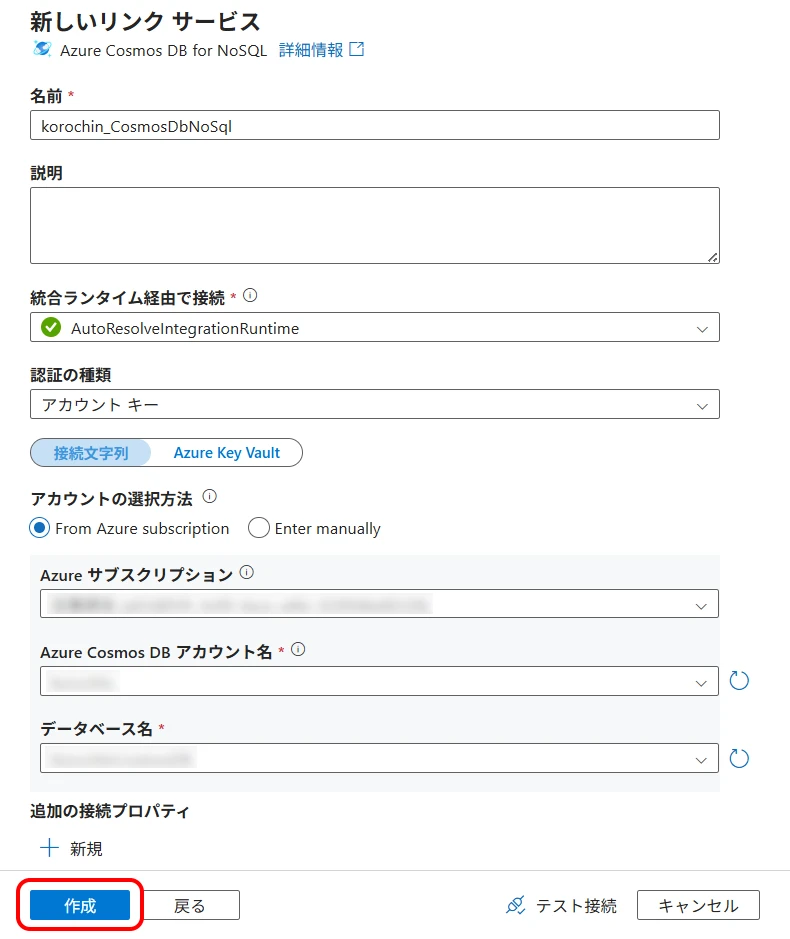 新しいリンク サービス
Azure Cosmos DB for NoSQL 詳細情報
名前 *
korochin_CosmosDbNoSql
説明
統合ランタイム経由で接続 *
AutoResolveIntegrationRuntime
認証の種類
アカウント キー
接続文字列 Azure Key Vault
アカウントの選択方法
From Azure subscription Enter manually
Azure サブスクリプション
Azure Cosmos DB アカウント名 *
データベース名 *
追加の接続プロパティ
新規
作成 戻る テスト接続 キャンセル